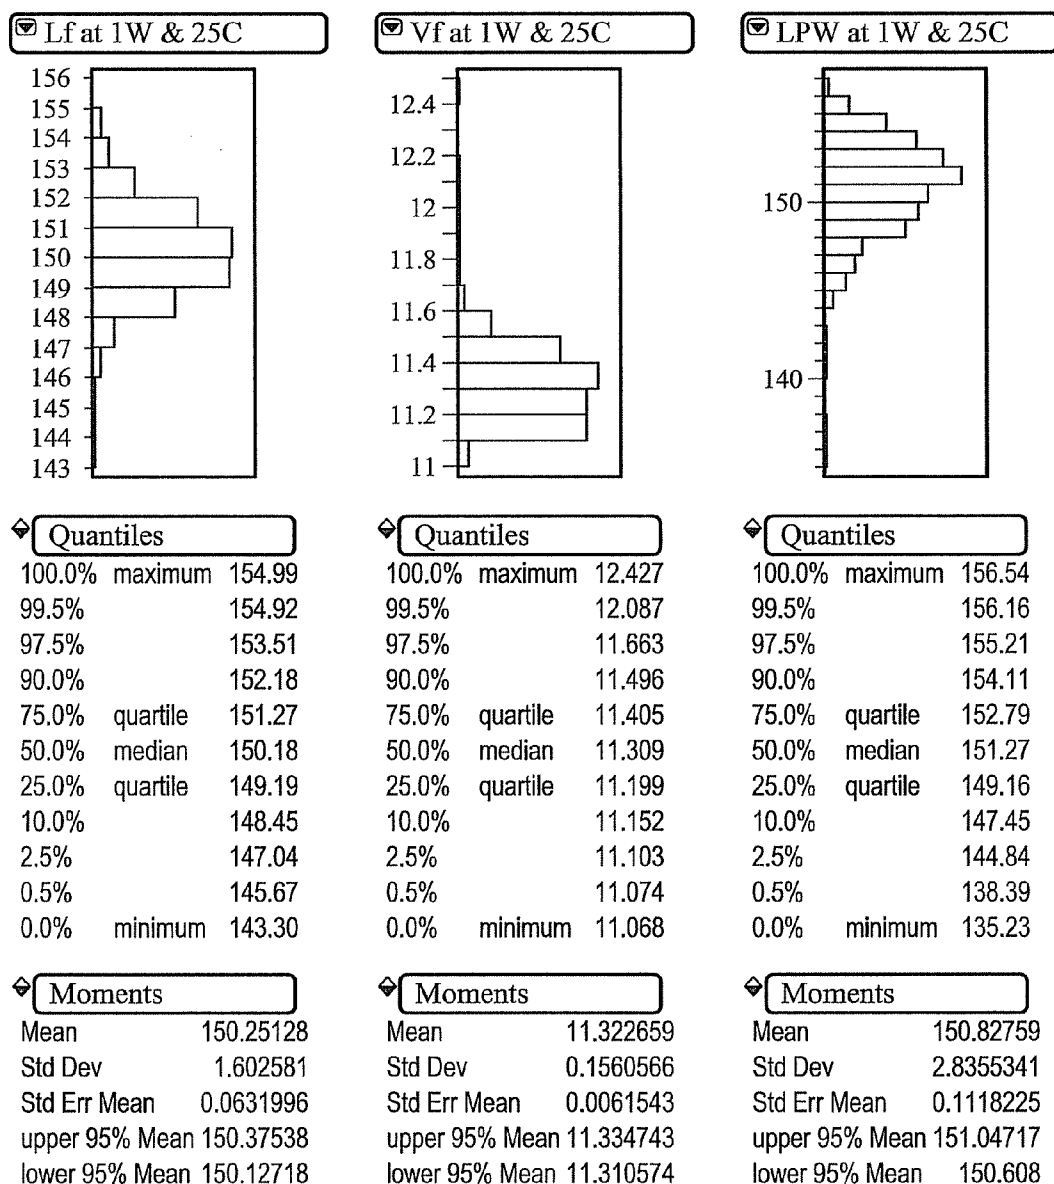 Lf at 1W & 25C
156
155
154
153
152
151
150
149
148
147
146
145
144
143
Quantiles
100.0% maximum 154.99
99.5% 154.92
97.5% 153.51
90.0% 152.18
75.0% quartile 151.27
50.0% median 150.18
25.0% quartile 149.19
10.0% 148.45
2.5% 147.04
0.5% 145.67
0.0% minimum 143.30
Moments
Mean 150.25128
Std Dev 1.602581
Std Err Mean 0.0631996
upper 95% Mean 150.37538
lower 95% Mean 150.12718
Vf at 1W & 25C
12.4
12.2
12
11.8
11.6
11.4
11.2
11
Quantiles
100.0% maximum 12.427
99.5% 12.087
97.5% 11.663
90.0% 11.496
75.0% quartile 11.405
50.0% median 11.309
25.0% quartile 11.199
10.0% 11.152
2.5% 11.103
0.5% 11.074
0.0% minimum 11.068
Moments
Mean 11.322659
Std Dev 0.1560566
Std Err Mean 0.0061543
upper 95% Mean 11.334743
lower 95% Mean 11.310574
LPW at 1W & 25C
150
140
Quantiles
100.0% maximum 156.54
99.5% 156.16
97.5% 155.21
90.0% 154.11
75.0% quartile 152.79
50.0% median 151.27
25.0% quartile 149.16
10.0% 147.45
2.5% 144.84
0.5% 138.39
0.0% minimum 135.23
Moments
Mean 150.82759
Std Dev 2.8355341
Std Err Mean 0.1118225
upper 95% Mean 151.04717
lower 95% Mean 150.608